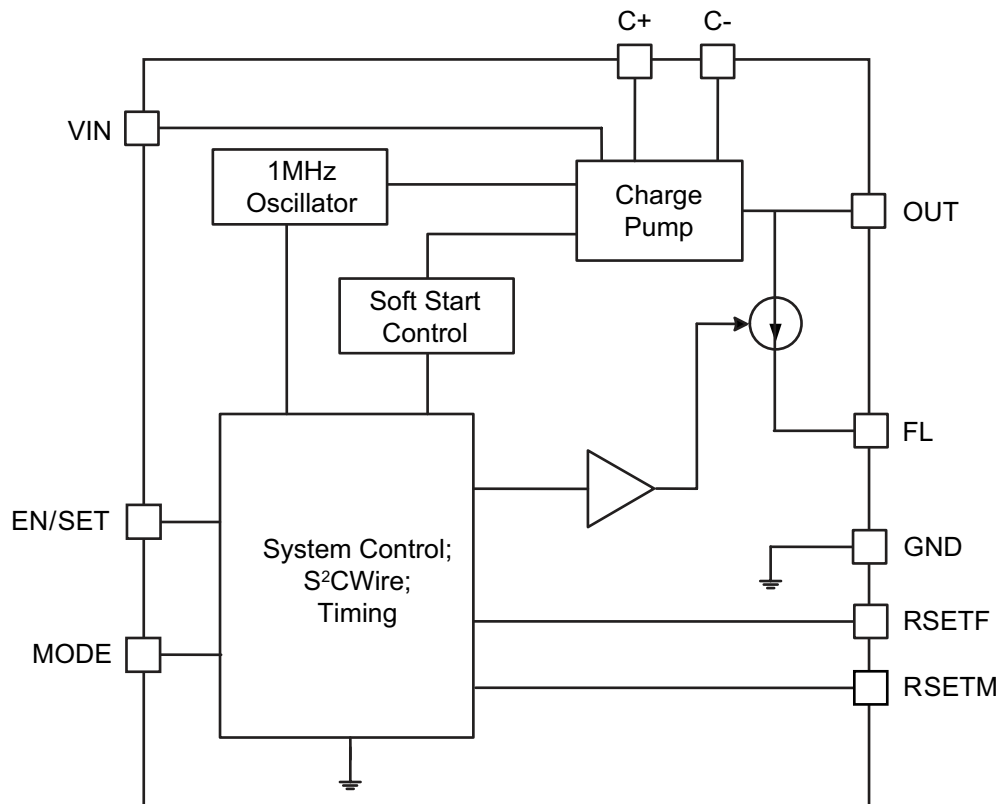 C+ C-
VIN
1MHz
Oscillator
Charge
Pump
OUT
Soft Start
Control
FL
EN/SET
System Control;
S²CWire;
Timing
GND
RSETF
MODE
RSETM